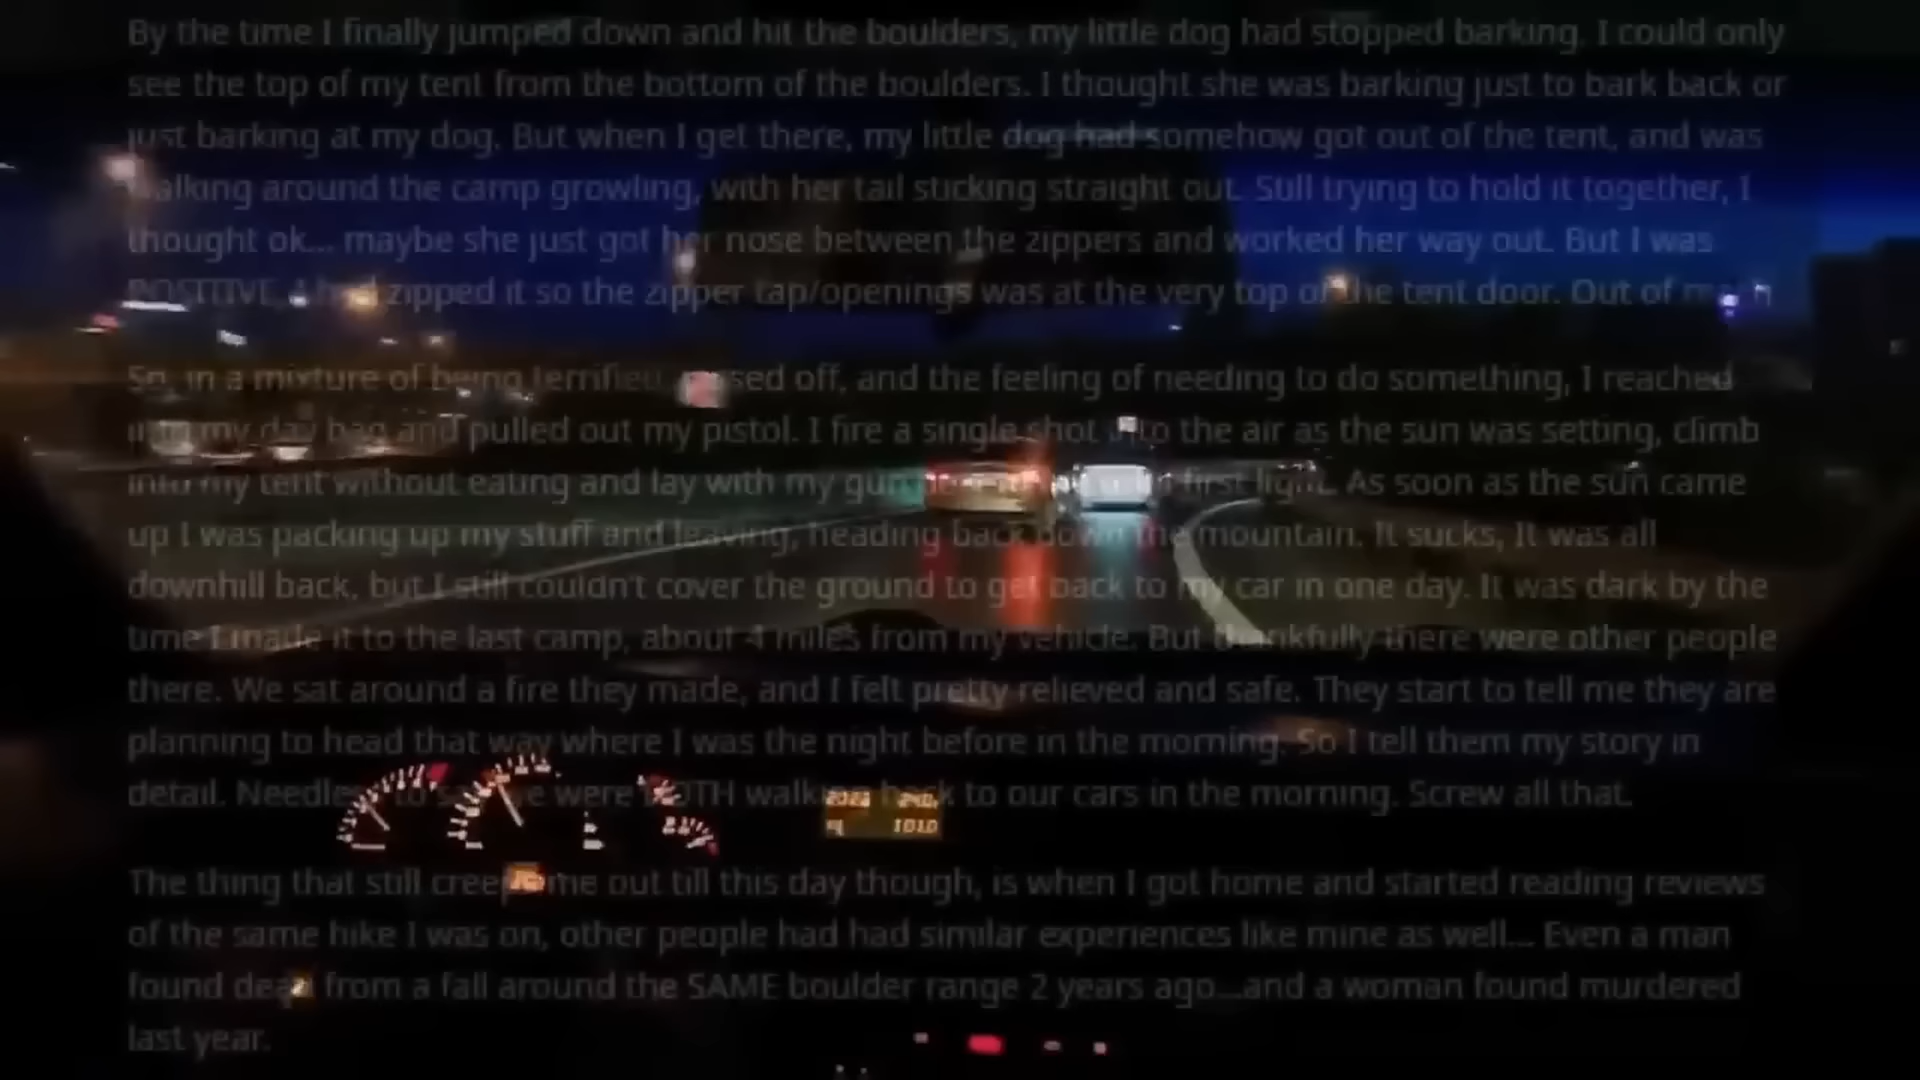 By the time I finally jumped down and hit the boulders, my little dog had stopped barking. I could only
see the top of my tent from the bottom of the boulders. I thought she was barking just to bark back or
just barking at my dog. But when I get there, my little dog had somehow got out of the tent, and was
walking around the camp growling, with her tail sticking straight out. Still trying to hold it together, I
thought ok... maybe she just got her nose between the zippers and worked her way out. But I was
POSITIVE, I had zipped it so the zipper tap/openings was at the very top of the tent door. Out of
So, in a mixture of being terrified, off, and the feeling of needing to do something, I reached
my day bag and pulled out my pistol. I fire a single shot into the air as the sun was setting, climb
into my tent without eating and lay with my gun first light. As soon as the sun came
up I was packing up my stuff and leaving, heading back down the mountain. It sucks, It was all
downhill back, but I still couldn't cover the ground to get back to my car in one day. It was dark by the
time I made it to the last camp, about 4 miles from my vehicle. But thankfully there were other people
there. We sat around a fire they made, and I felt pretty relieved and safe. They start to tell me they are
planning to head that way where I was the night before in the morning. So I tell them my story in
detail. Needless to say we were BOTH walking back to our cars in the morning. Screw all that.
The thing that still creeps me out till this day though, is when I got home and started reading reviews
of the same hike I was on, other people had had similar experiences like mine as well... Even a man
found dead from a fall around the SAME boulder range 2 years ago...and a woman found murdered
last year.